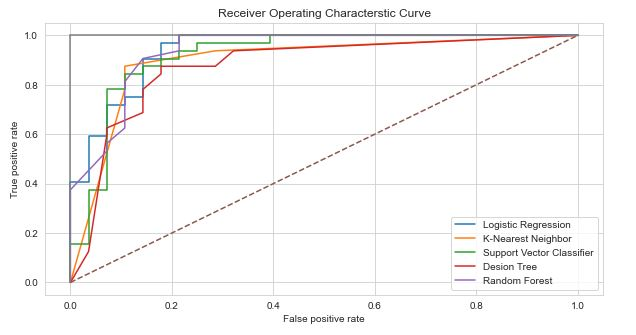 Receiver Operating Characterstic Curve
True positive rate
1.0
0.8
0.6
0.4
0.2
0.0
Logistic Regression
K-Nearest Neighbor
Support Vector Classifier
Desion Tree
Random Forest
0.0 0.2 0.4 0.6 0.8 1.0
False positive rate